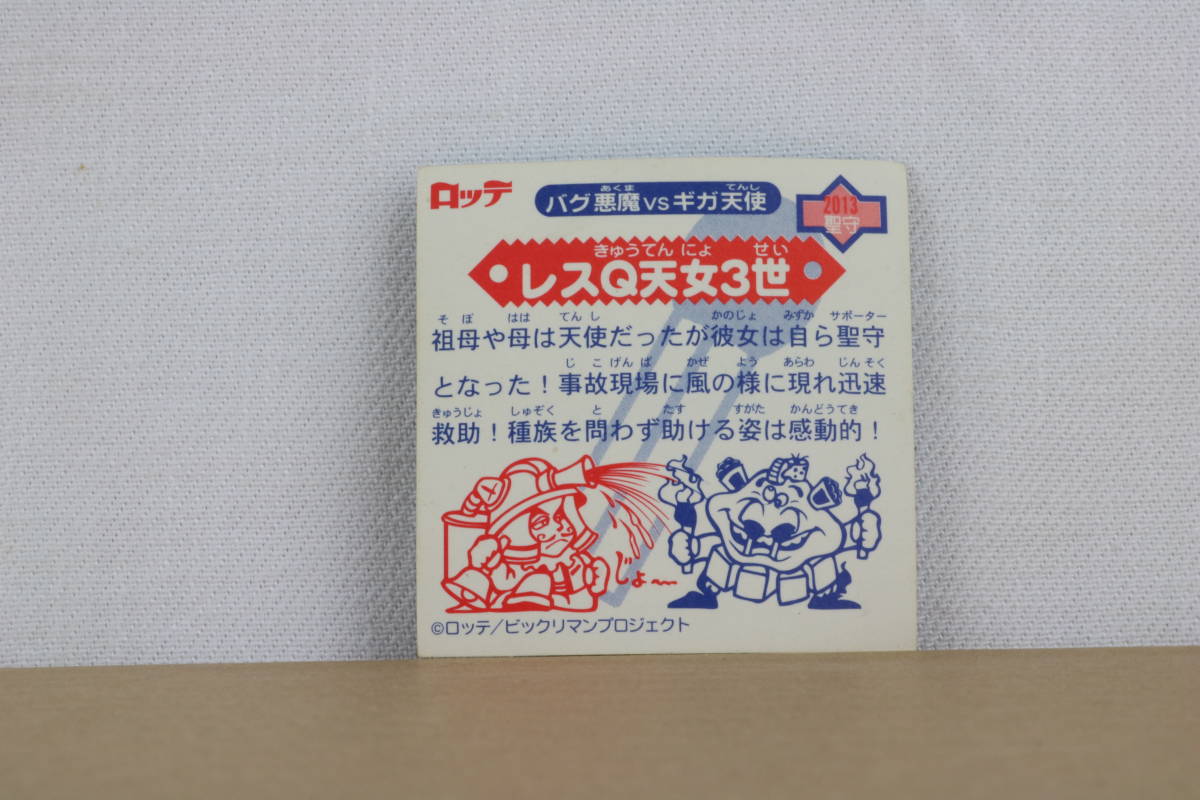 ロッテ
あくま てんし
バグ悪魔vsギガ天使
2013
聖守
きゅうてんにょ せい
レスQ天女3世
そぼ はは てんし かのじょ みずか サポーター
祖母や母は天使だったが彼女は自ら聖守
じこげんば かぜ よう あらわ じんそく
となった！事故現場に風の様に現れ迅速
きゅうじょ しゅぞく と たす すがた かんどうてき
救助！種族を問わず助ける姿は感動的！
じょ〜
©ロッテ/ビックリマンプロジェクト